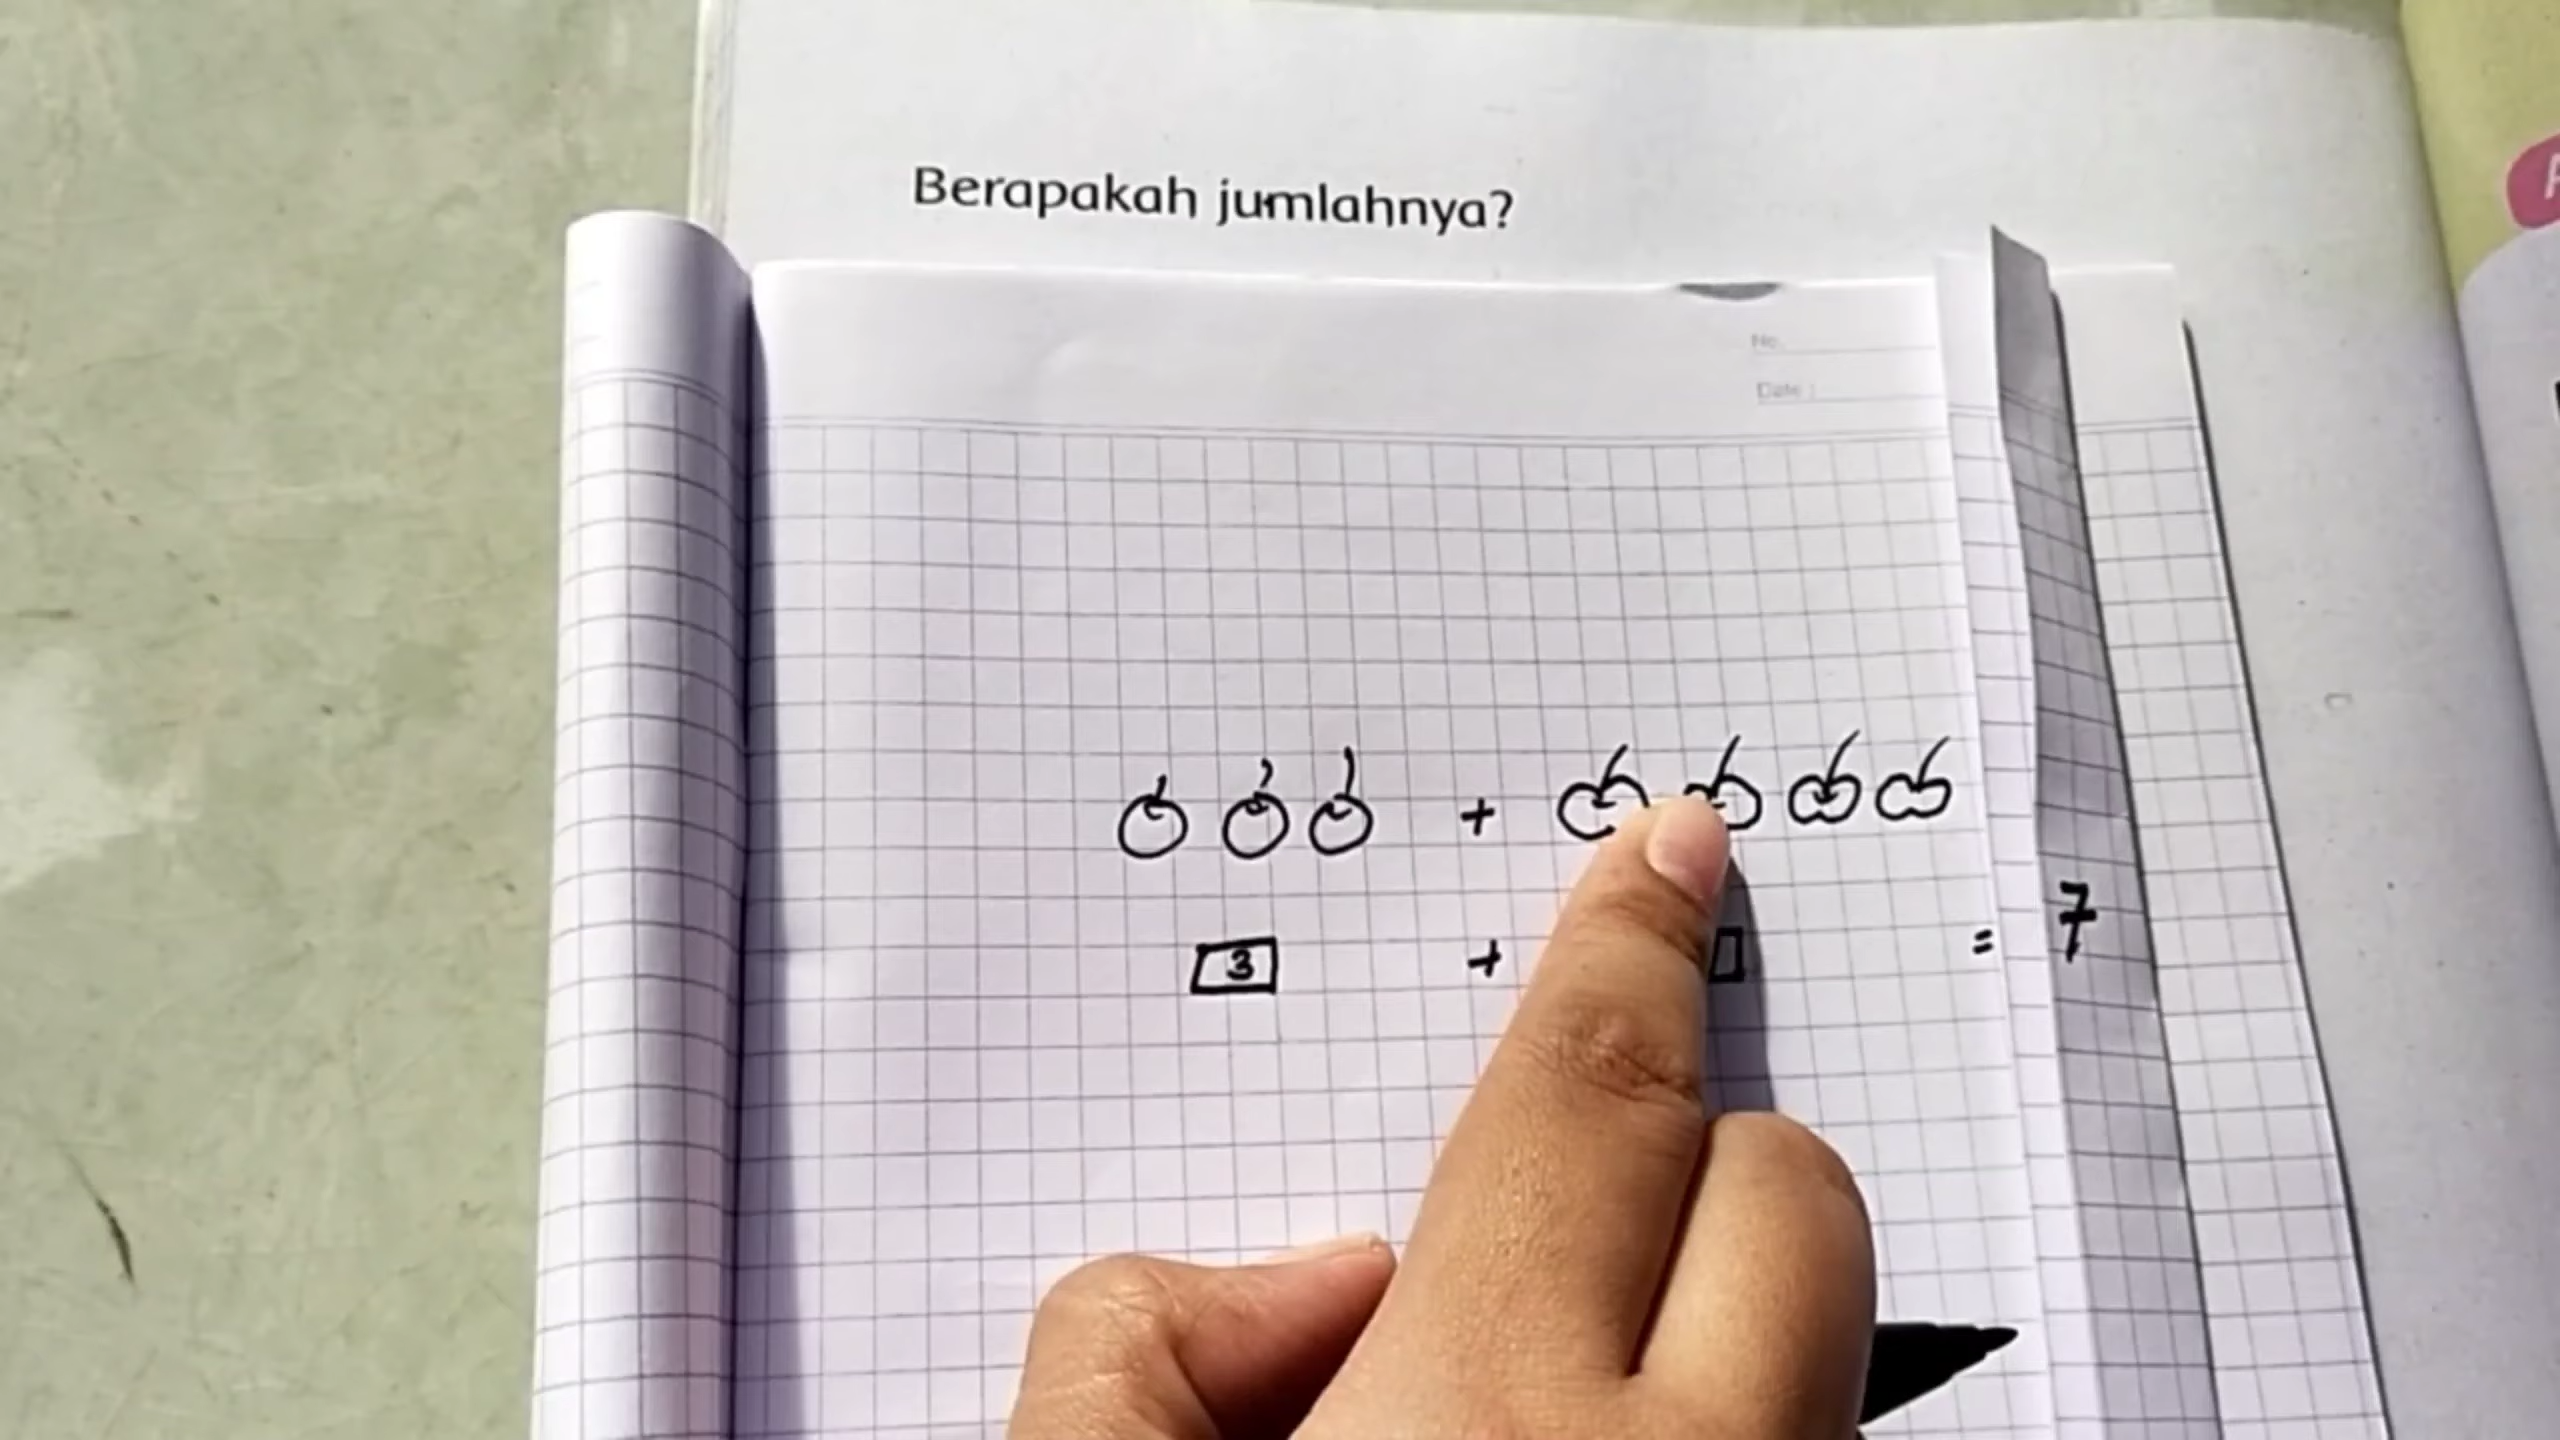 Berapakah jumlahnya?
No.
Date :
+
3 + = 7